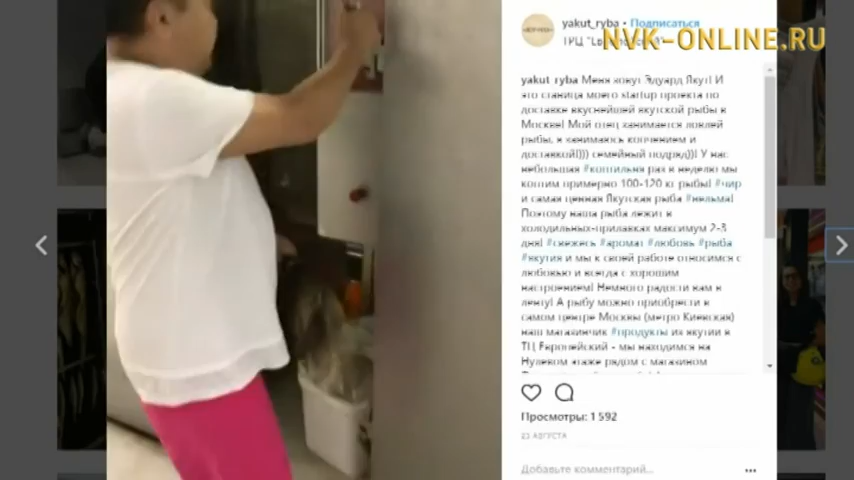 yakut_ryba • Подписаться
NVK-ONLINE.RU
yakut_ryba Меня зовут Эдуард Якут! И
это станица моего startup проекта по
доставке вкуснейшей якутской рыбы в
Москве! Мой отец занимается ловлей
рыбы, я занимаюсь копчением и
доставкой!))) семейный подряд)))! У нас
небольшая #коптильня раз в неделю мы
коптим примерно 100-120 кг рыбы! #чир
и самая ценная Якутская рыба #нельма!
Поэтому наша рыба лежит в
холодильных-прилавках максимум 2-3
дня! #свежесь #аромат #любовь #рыба
#якутия и мы к своей работе относимся с
любовью и всегда с хорошим
настроением! Немного радости вам в
ленту! А рыбу можно приобрести в
самом центре Москвы (метро Киевская)
наш магазинчик #продукты из якутии в
ТЦ Европейский - мы находимся на
Нулевом этаже рядом с магазином
Просмотры: 1 592
23 АВГУСТА
Добавьте комментарий...